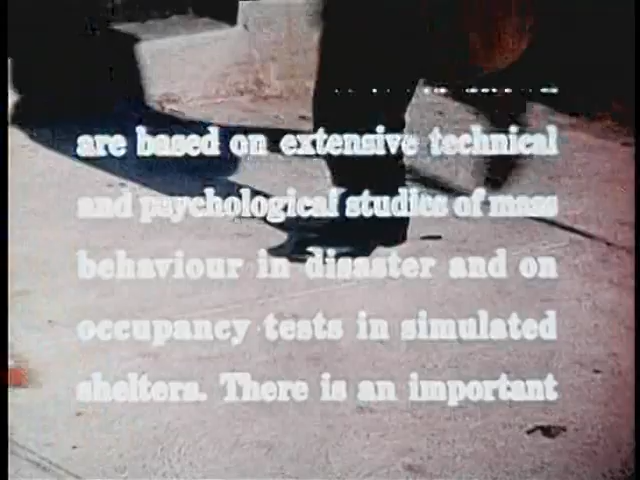 are based on extensive technical
and psychological studies of mass
behaviour in disaster and on
occupancy tests in simulated
shelters. There is an important